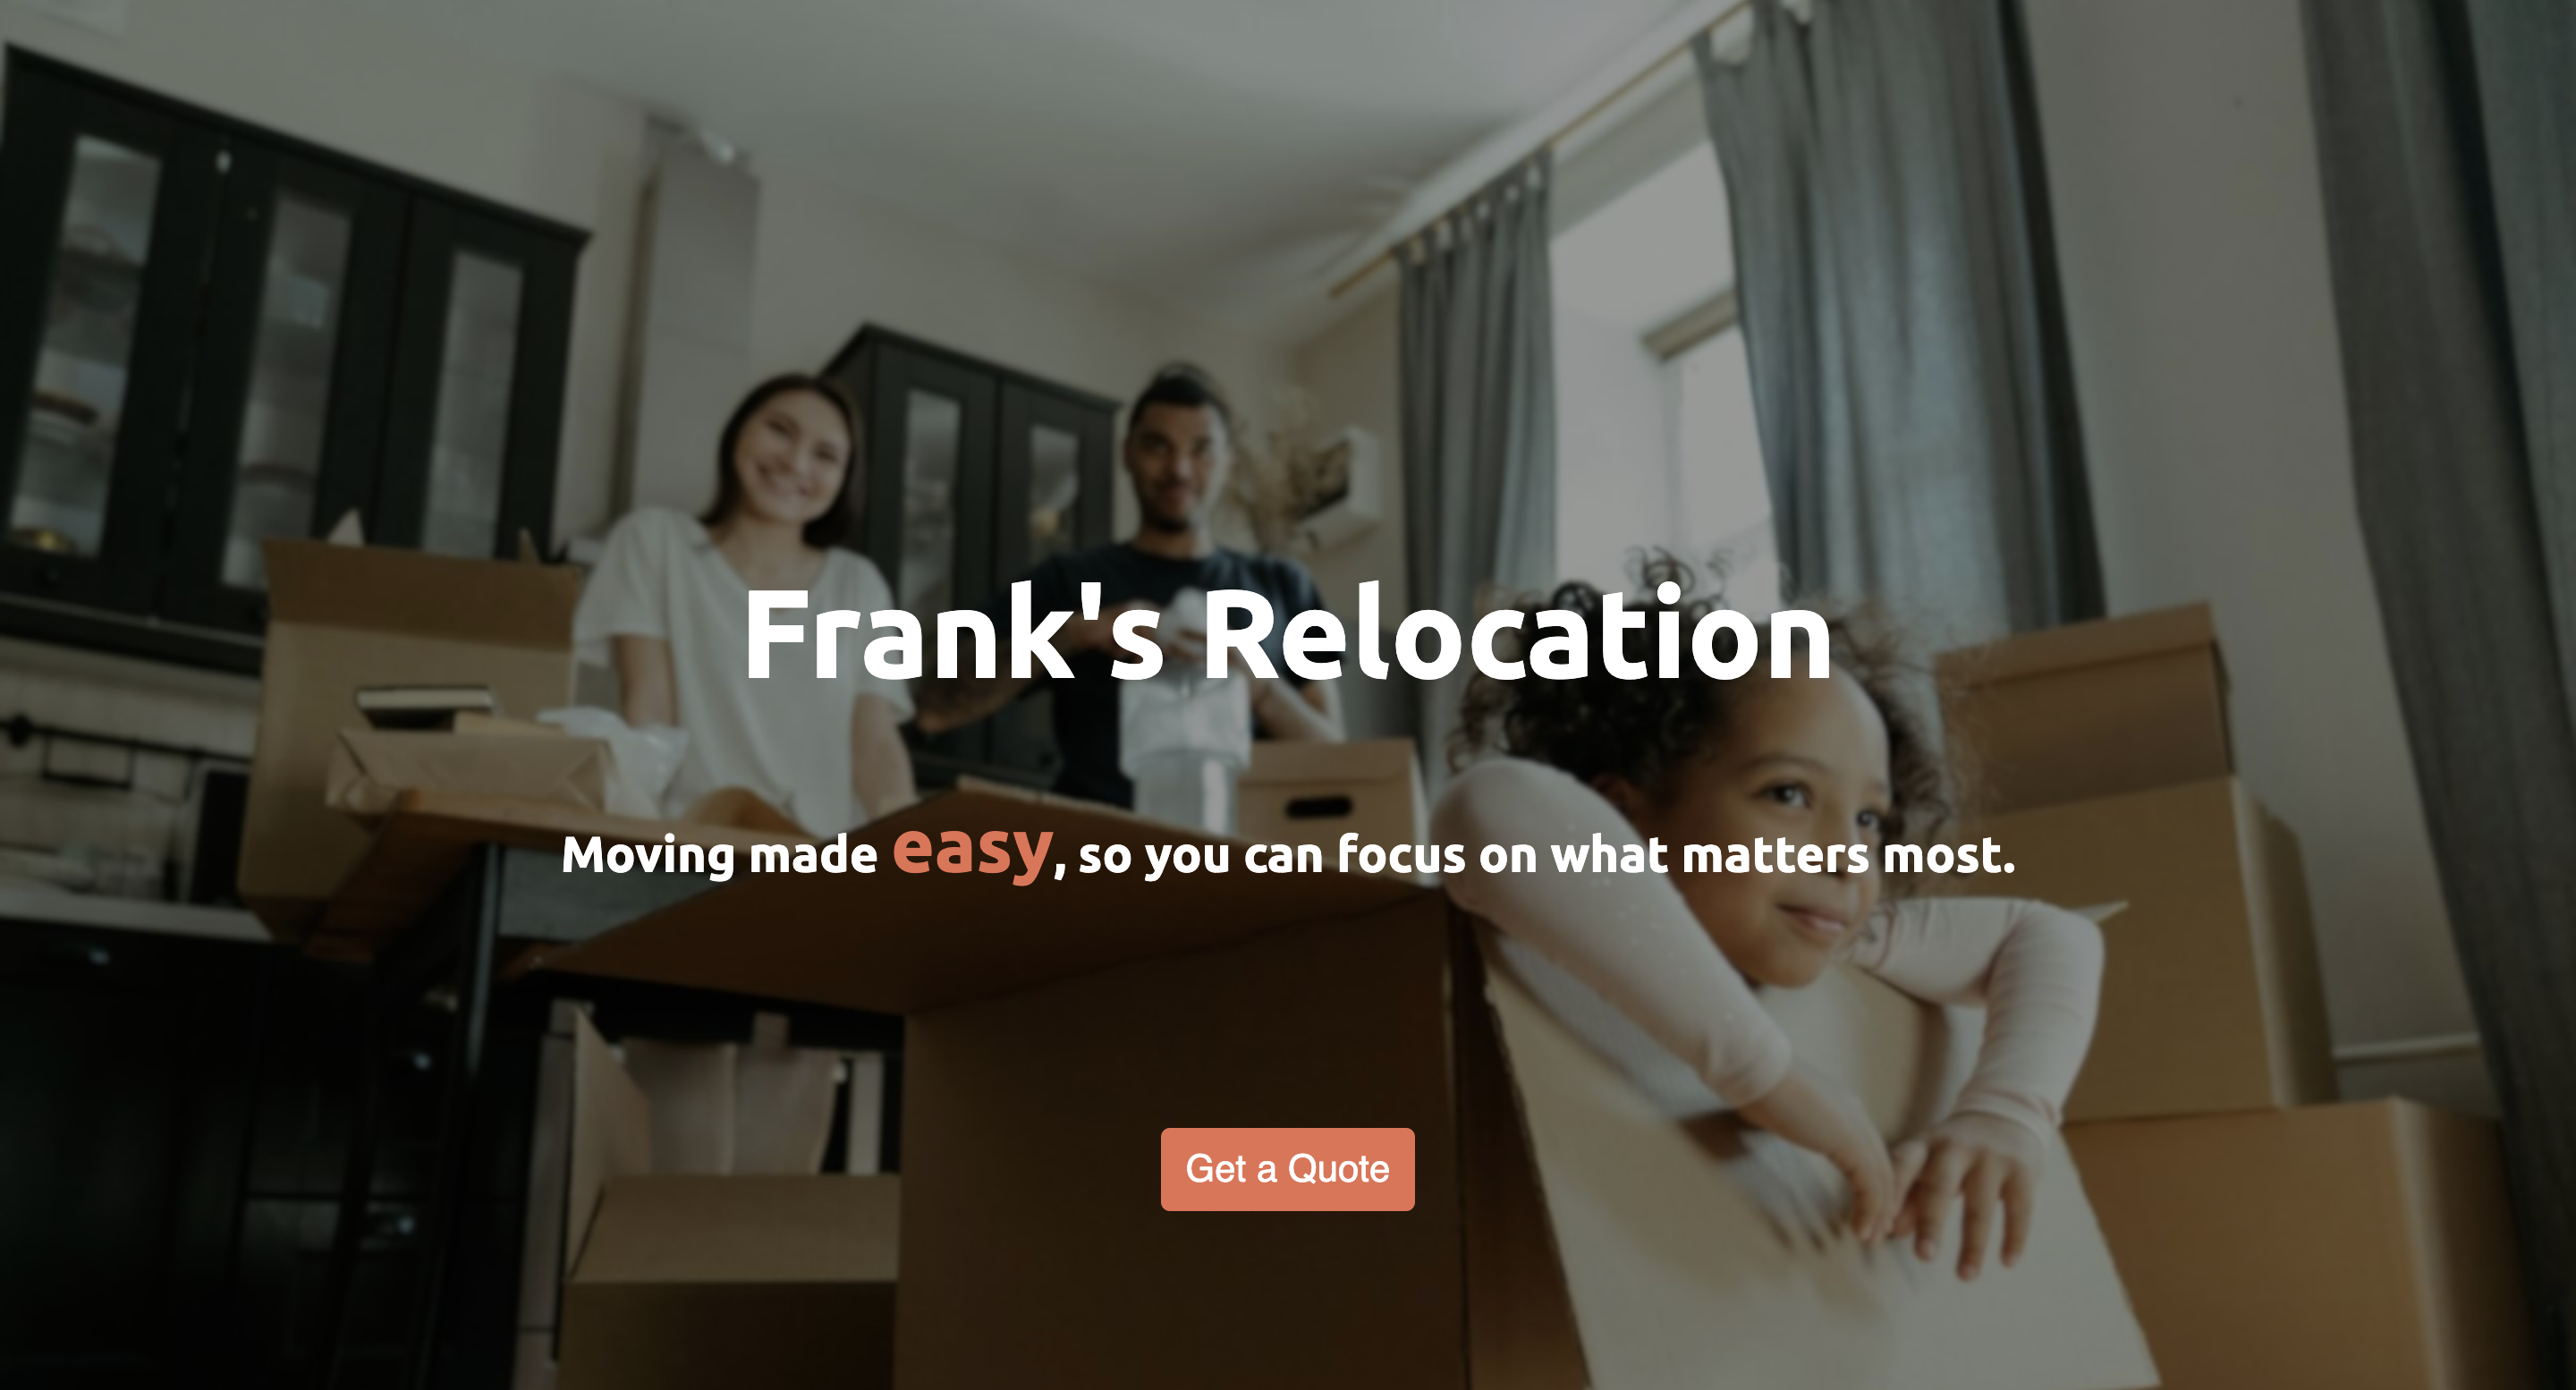 Frank's Relocation
Moving made easy, so you can focus on what matters most.
Get a Quote